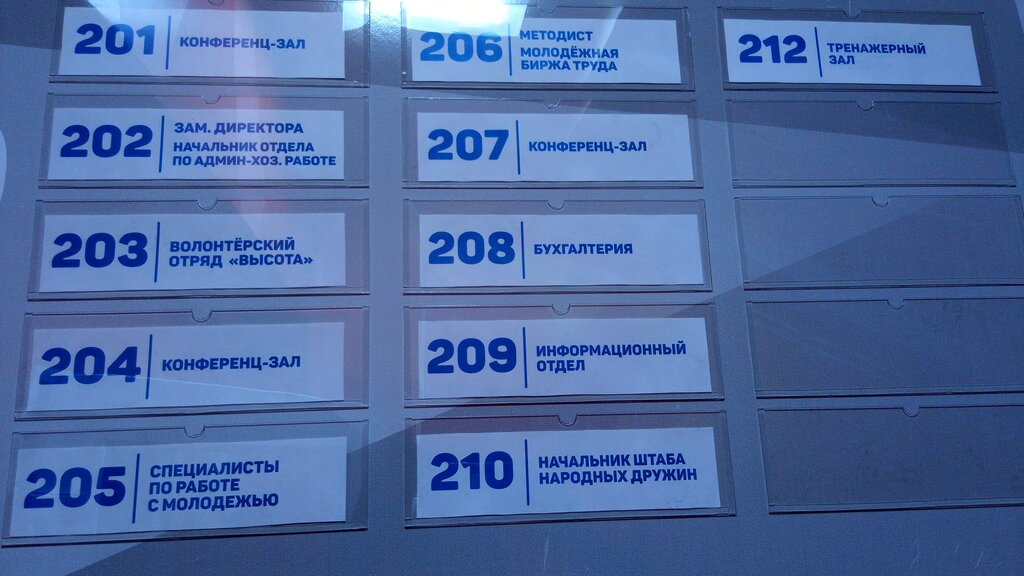 201 КОНФЕРЕНЦ-ЗАЛ
202 ЗАМ. ДИРЕКТОРА
НАЧАЛЬНИК ОТДЕЛА
ПО АДМИН-ХОЗ. РАБОТЕ
203 ВОЛОНТЁРСКИЙ
ОТРЯД «ВЫСОТА»
204 КОНФЕРЕНЦ-ЗАЛ
205 СПЕЦИАЛИСТЫ
ПО РАБОТЕ
С МОЛОДЕЖЬЮ
206 МЕТОДИСТ
МОЛОДЁЖНАЯ
БИРЖА ТРУДА
207 КОНФЕРЕНЦ-ЗАЛ
208 БУХГАЛТЕРИЯ
209 ИНФОРМАЦИОННЫЙ
ОТДЕЛ
210 НАЧАЛЬНИК ШТАБА
НАРОДНЫХ ДРУЖИН
212 ТРЕНАЖЕРНЫЙ
ЗАЛ